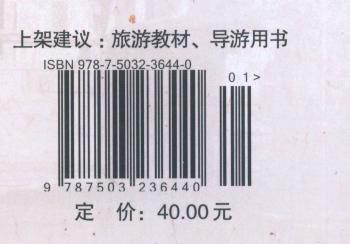 上架建议：旅游教材、导游用书
ISBN 978-7-5032-3644-0
01>
9 787503 236440
定 价：40.00元